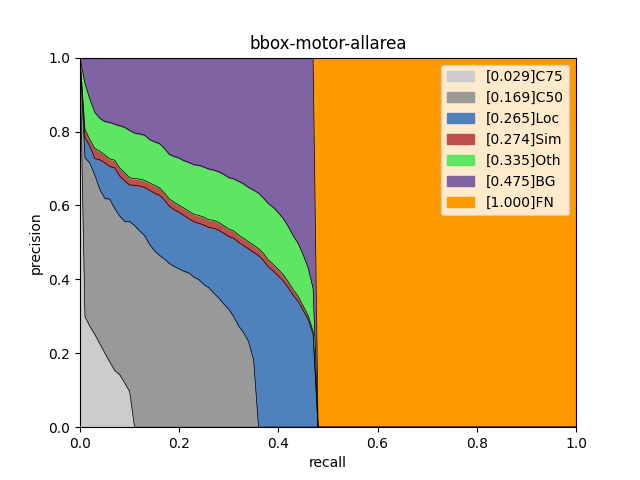 bbox-motor-allarea
1.0
0.8
0.6
0.4
0.2
0.0
precision
[0.029]C75
[0.169]C50
[0.265]Loc
[0.274]Sim
[0.335]Oth
[0.475]BG
[1.000]FN
0.0 0.2 0.4 0.6 0.8 1.0
recall